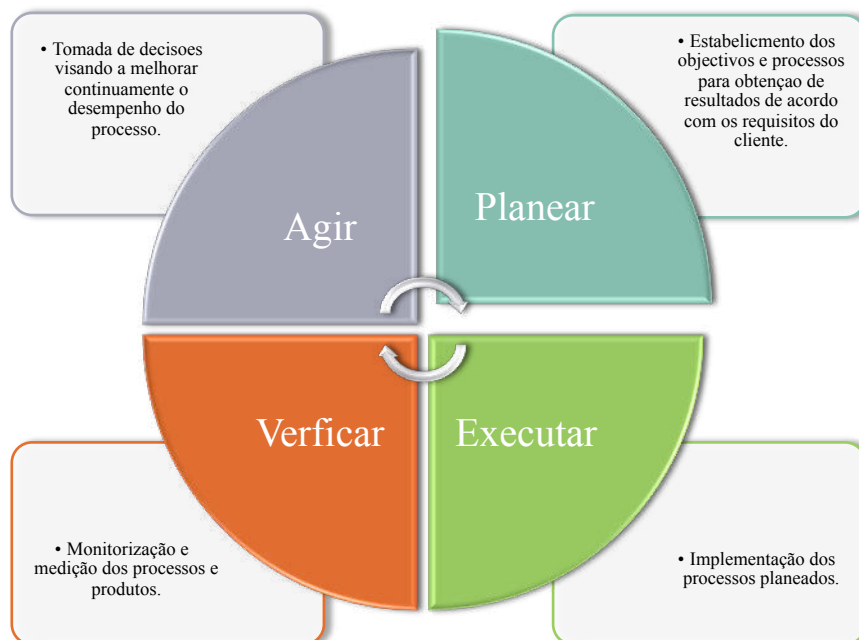 • Tomada de decisoes
visando a melhorar
continuamente o
desempenho do
processo.
• Estabelicmento dos
objectivos e processos
para obtençao de
resultados de acordo
com os requisitos do
cliente.
Agir
Planear
Verficar
Executar
• Monitorização e
medição dos processos e
produtos.
• Implementação dos
processos planeados.